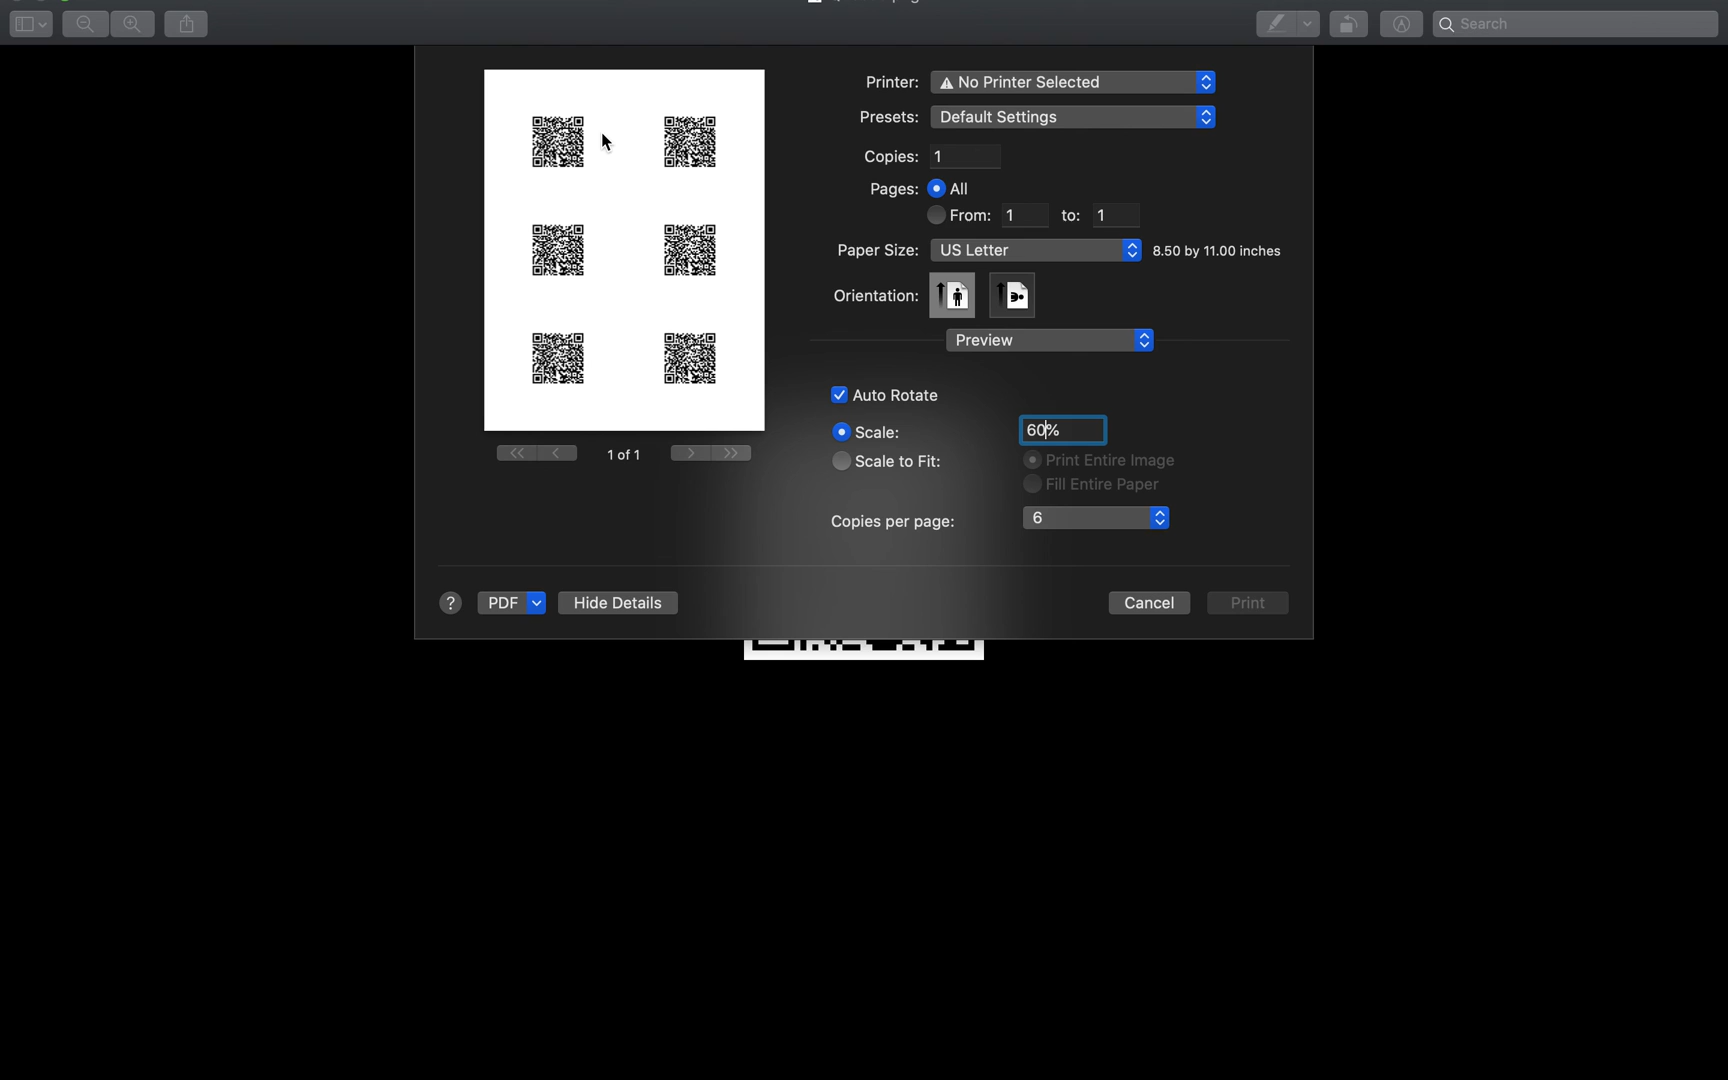 Search
Printer: No Printer Selected
Presets: Default Settings
Copies: 1
Pages: All
From: 1 to: 1
Paper Size: US Letter 8.50 by 11.00 inches
Orientation:
Preview
Auto Rotate
Scale: 60%
Scale to Fit: Print Entire Image
Fill Entire Paper
Copies per page: 6
1 of 1
? PDF Hide Details Cancel Print